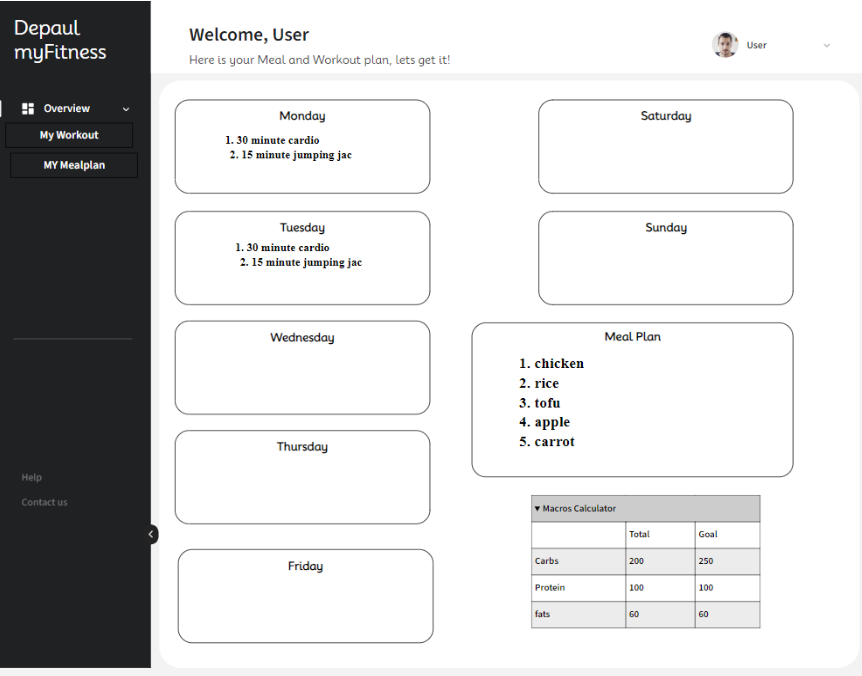 Depaul
myFitness
Overview
My Workout
MY Mealplan
Help
Contact us
Welcome, User
Here is your Meal and Workout plan, lets get it!
User
Monday
1. 30 minute cardio
2. 15 minute jumping jac
Tuesday
1. 30 minute cardio
2. 15 minute jumping jac
Wednesday
Thursday
Friday
Saturday
Sunday
Meal Plan
1. chicken
2. rice
3. tofu
4. apple
5. carrot
▼ Macros Calculator
Total Goal
Carbs 200 250
Protein 100 100
fats 60 60